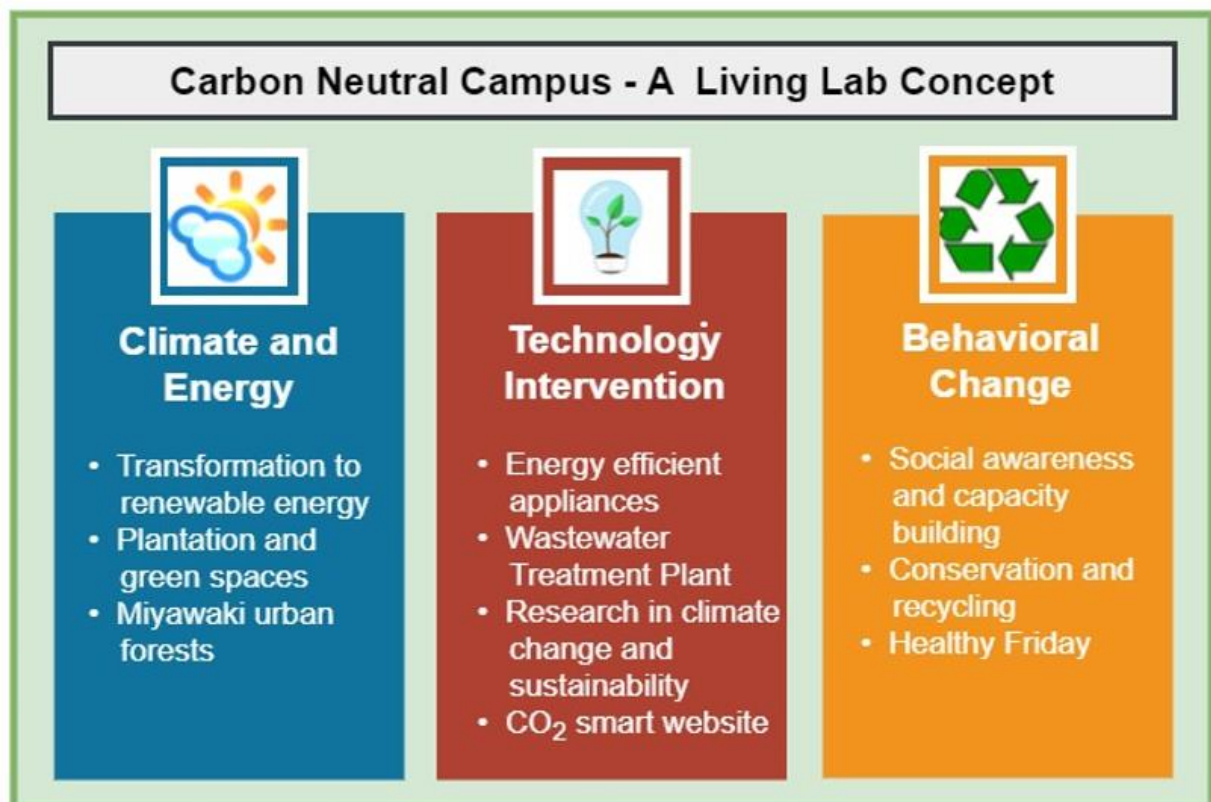 Carbon Neutral Campus - A Living Lab Concept
Climate and
Energy
• Transformation to
renewable energy
• Plantation and
green spaces
• Miyawaki urban
forests
Technology
Intervention
• Energy efficient
appliances
• Wastewater
Treatment Plant
• Research in climate
change and
sustainability
• CO₂ smart website
Behavioral
Change
• Social awareness
and capacity
building
• Conservation and
recycling
• Healthy Friday